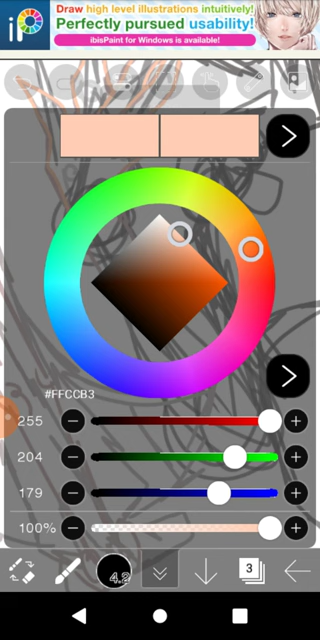 Draw high level illustrations intuitively!
Perfectly pursued usability!
ibisPaint for Windows is available!
#FFCCB3
255
204
179
100%
4.2
3